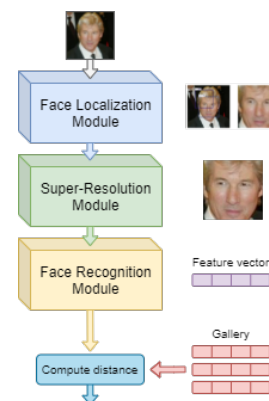 Face Localization
Module
Super-Resolution
Module
Face Recognition
Module
Feature vector
Gallery
Compute distance